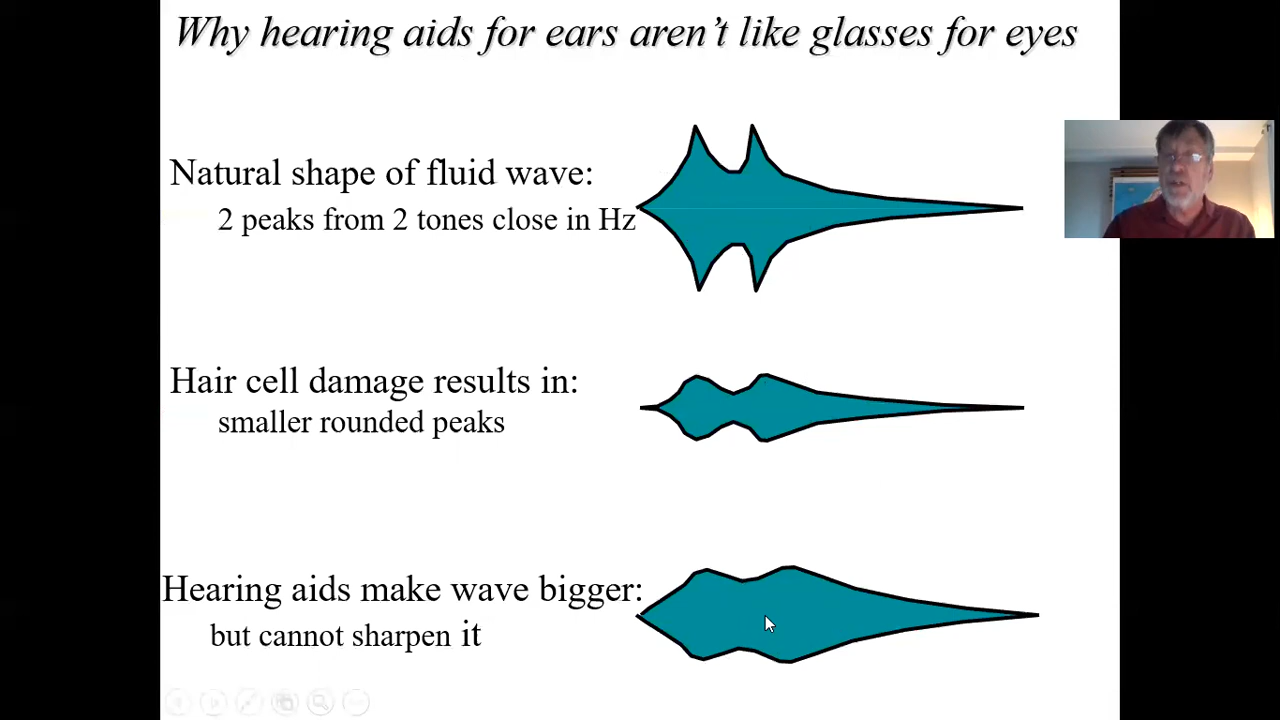 Why hearing aids for ears aren't like glasses for eyes
Natural shape of fluid wave:
2 peaks from 2 tones close in Hz
Hair cell damage results in:
smaller rounded peaks
Hearing aids make wave bigger:
but cannot sharpen it